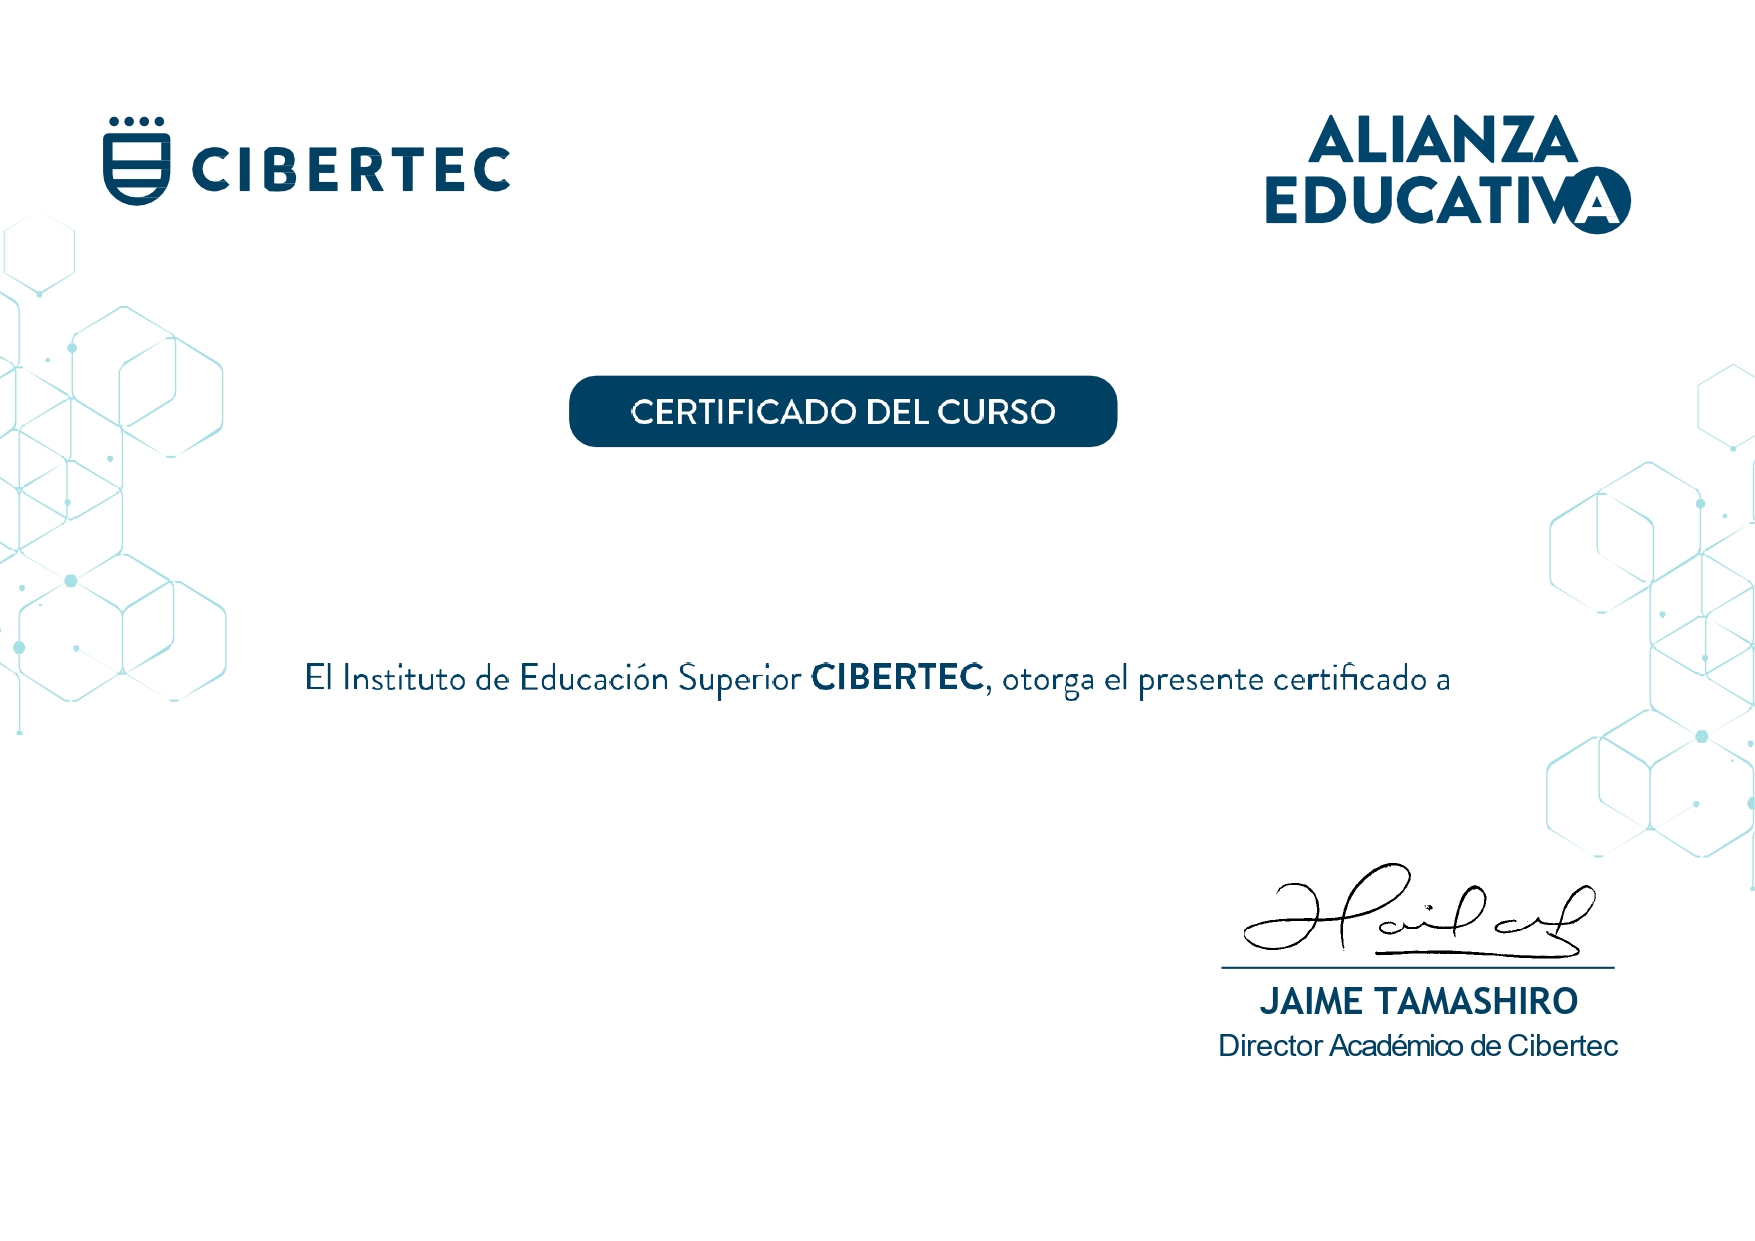 CIBERTEC
ALIANZA
EDUCATIVA
CERTIFICADO DEL CURSO
El Instituto de Educación Superior CIBERTEC, otorga el presente certificado a
JAIME TAMASHIRO
Director Académico de Cibertec